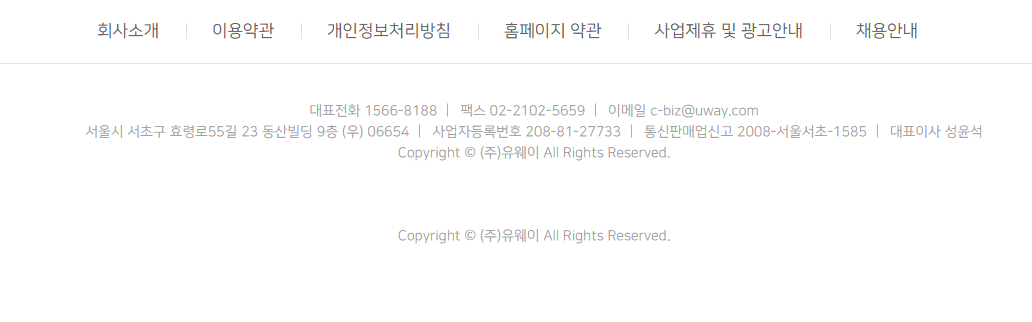 회사소개 | 이용약관 | 개인정보처리방침 | 홈페이지 약관 | 사업제휴 및 광고안내 | 채용안내
대표전화 1566-8188 | 팩스 02-2102-5659 | 이메일 c-biz@uway.com
서울시 서초구 효령로55길 23 동산빌딩 9층 (우) 06654 | 사업자등록번호 208-81-27733 | 통신판매업신고 2008-서울서초-1585 | 대표이사 성윤석
Copyright © (주)유웨이 All Rights Reserved.
Copyright © (주)유웨이 All Rights Reserved.